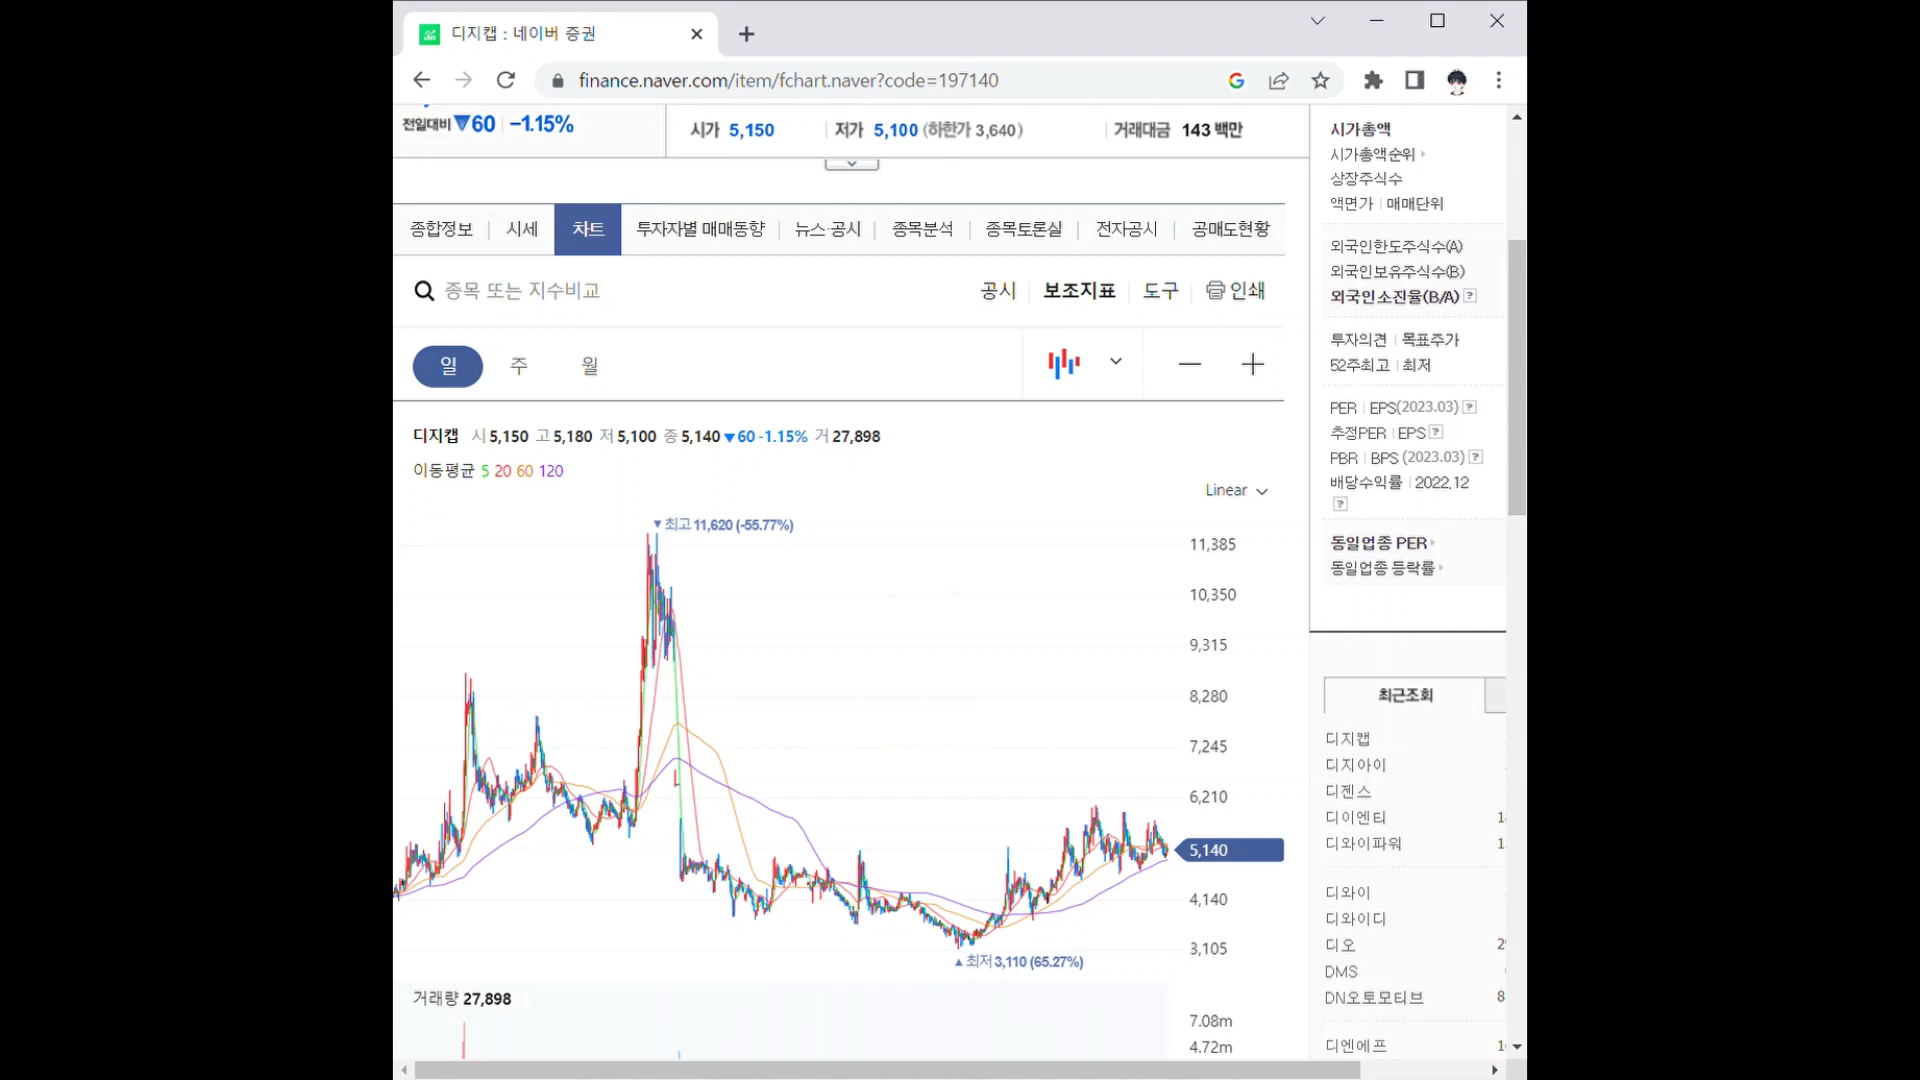 디지캡 : 네이버 증권
finance.naver.com/item/fchart.naver?code=197140
전일대비 ▼60 -1.15%
시가 5,150 저가 5,100 (하한가 3,640) 거래대금 143 백만
종합정보 시세 차트 투자자별 매매동향 뉴스·공시 종목분석 종목토론실 전자공시 공매도현황
종목 또는 지수비교 공시 보조지표 도구 인쇄
일 주 월
디지캡 시 5,150 고 5,180 저 5,100 종 5,140 ▼60 -1.15% 거 27,898
이동평균 5 20 60 120
Linear
▼최고 11,620 (-55.77%)
11,385
10,350
9,315
8,280
7,245
6,210
5,140
4,140
3,105
▲최저 3,110 (65.27%)
거래량 27,898
7.08m
4.72m
시가총액
시가총액순위
상장주식수
액면가 매매단위
외국인한도주식수(A)
외국인보유주식수(B)
외국인소진율(B/A) ?
투자의견 목표주가
52주최고 최저
PER EPS(2023.03) ?
추정PER EPS ?
PBR BPS (2023.03) ?
배당수익률 2022.12
?
동일업종 PER
동일업종 등락률
최근조회
디지캡
디지아이
디젠스
디이엔티
디와이파워
디와이
디와이디
디오
DMS
DN오토모티브
디엔에프